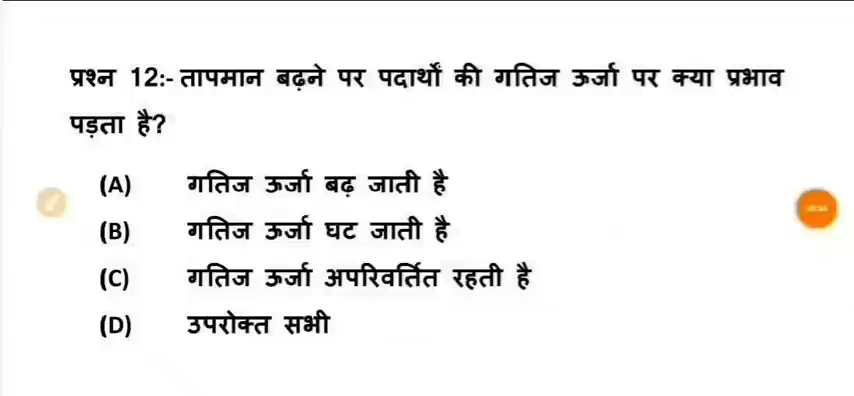 प्रश्न 12:- तापमान बढ़ने पर पदार्थों की गतिज ऊर्जा पर क्या प्रभाव
पड़ता है?
(A) गतिज ऊर्जा बढ़ जाती है
(B) गतिज ऊर्जा घट जाती है
(C) गतिज ऊर्जा अपरिवर्तित रहती है
(D) उपरोक्त सभी